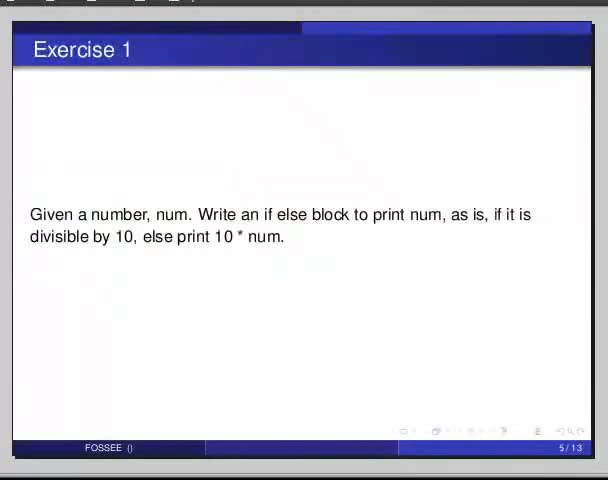 Exercise 1
Given a number, num. Write an if else block to print num, as is, if it is
divisible by 10, else print 10 * num.
FOSSEE ()
5 / 13